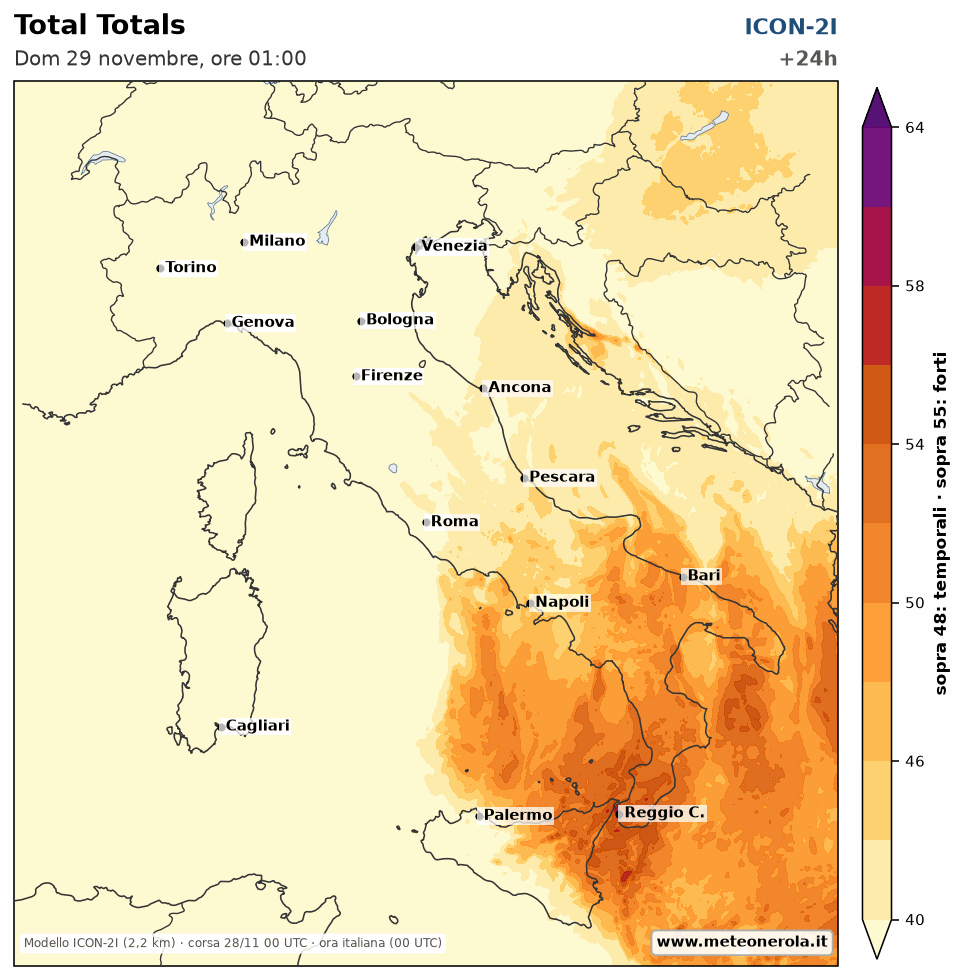 Total Totals
ICON-2I
Dom 29 novembre, ore 01:00
+24h
Milano
Venezia
Torino
Genova
Bologna
Firenze
Ancona
Pescara
Roma
Bari
Napoli
Cagliari
Palermo
Reggio C.
64
58
54
50
46
40
sopra 48: temporali · sopra 55: forti
Modello ICON-2I (2,2 km) · corsa 28/11 00 UTC · ora italiana (00 UTC)
www.meteonerola.it